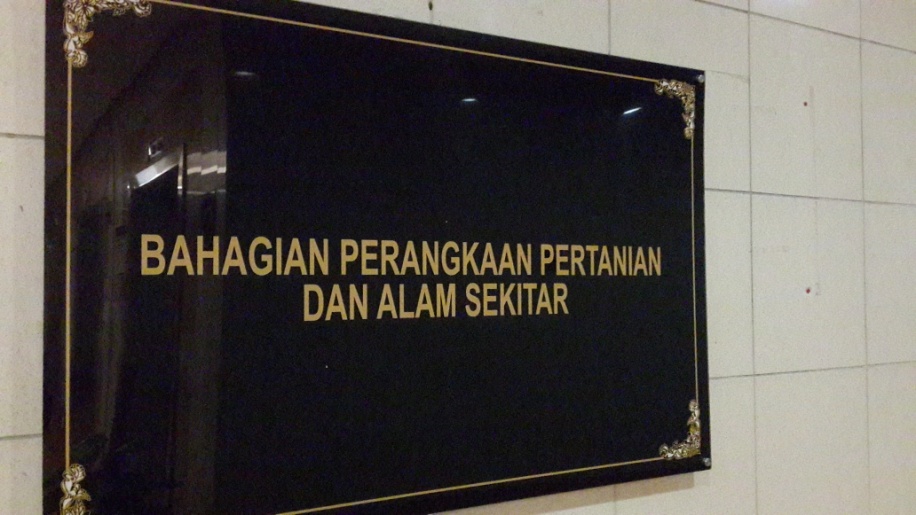 BAHAGIAN PERANGKAAN PERTANIAN
DAN ALAM SEKITAR